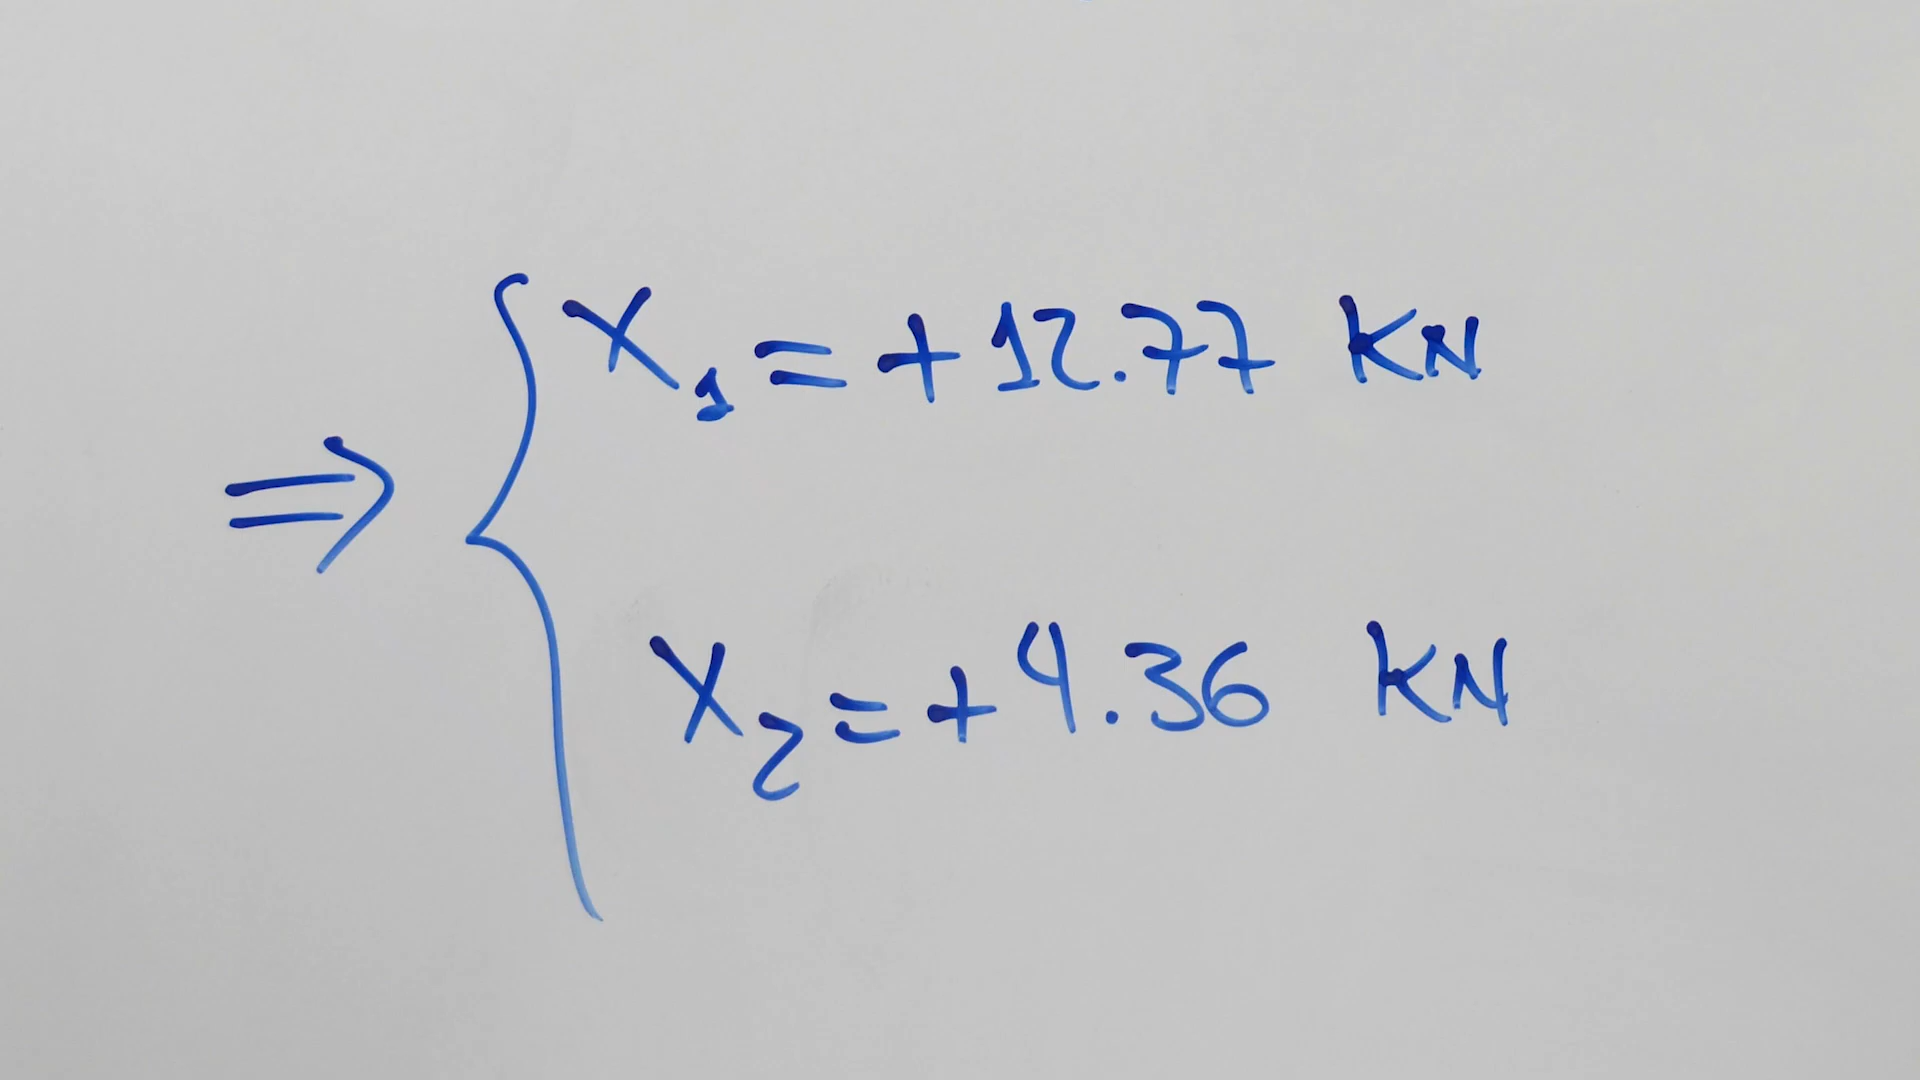 ⇒ { X₁ = +12.77 KN
X₂ = +4.36 KN